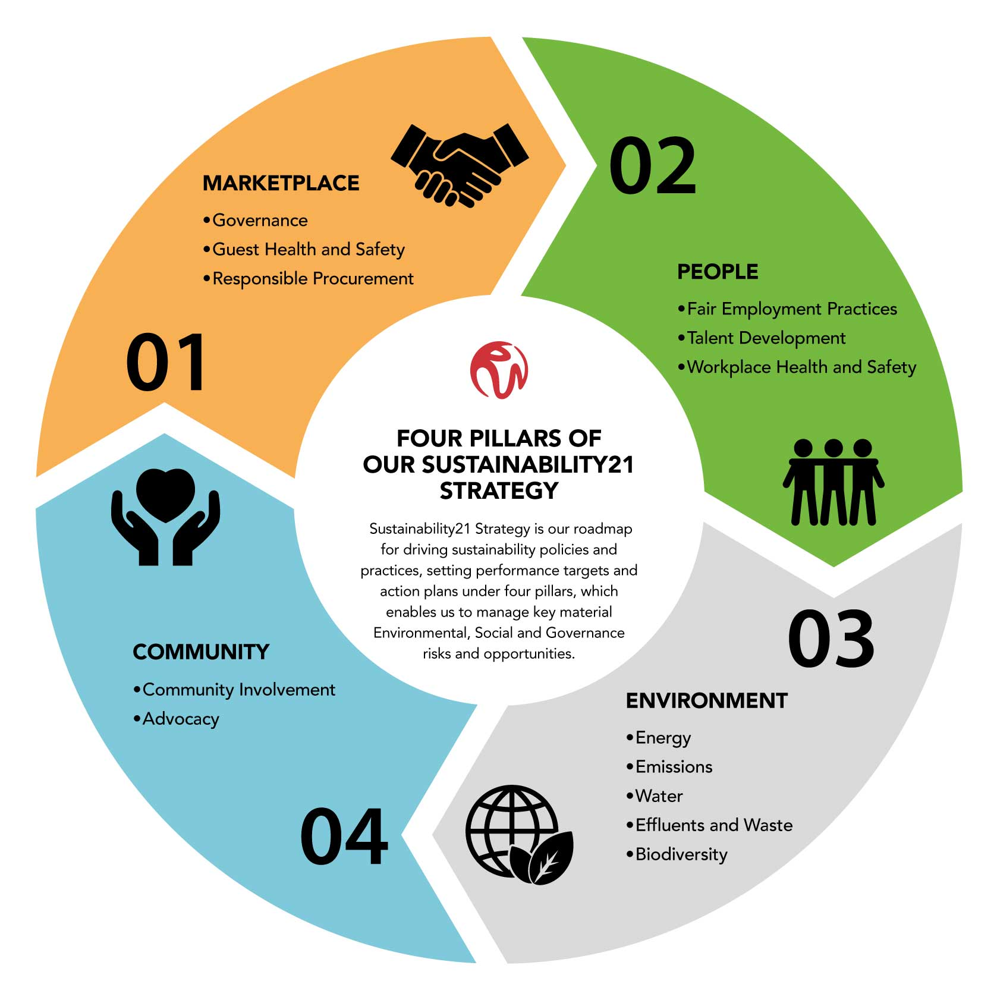 MARKETPLACE
•Governance
•Guest Health and Safety
•Responsible Procurement
01
02
PEOPLE
•Fair Employment Practices
•Talent Development
•Workplace Health and Safety
FOUR PILLARS OF
OUR SUSTAINABILITY21
STRATEGY
Sustainability21 Strategy is our roadmap
for driving sustainability policies and
practices, setting performance targets and
action plans under four pillars, which
enables us to manage key material
Environmental, Social and Governance
risks and opportunities.
03
ENVIRONMENT
•Energy
•Emissions
•Water
•Effluents and Waste
•Biodiversity
COMMUNITY
•Community Involvement
•Advocacy
04